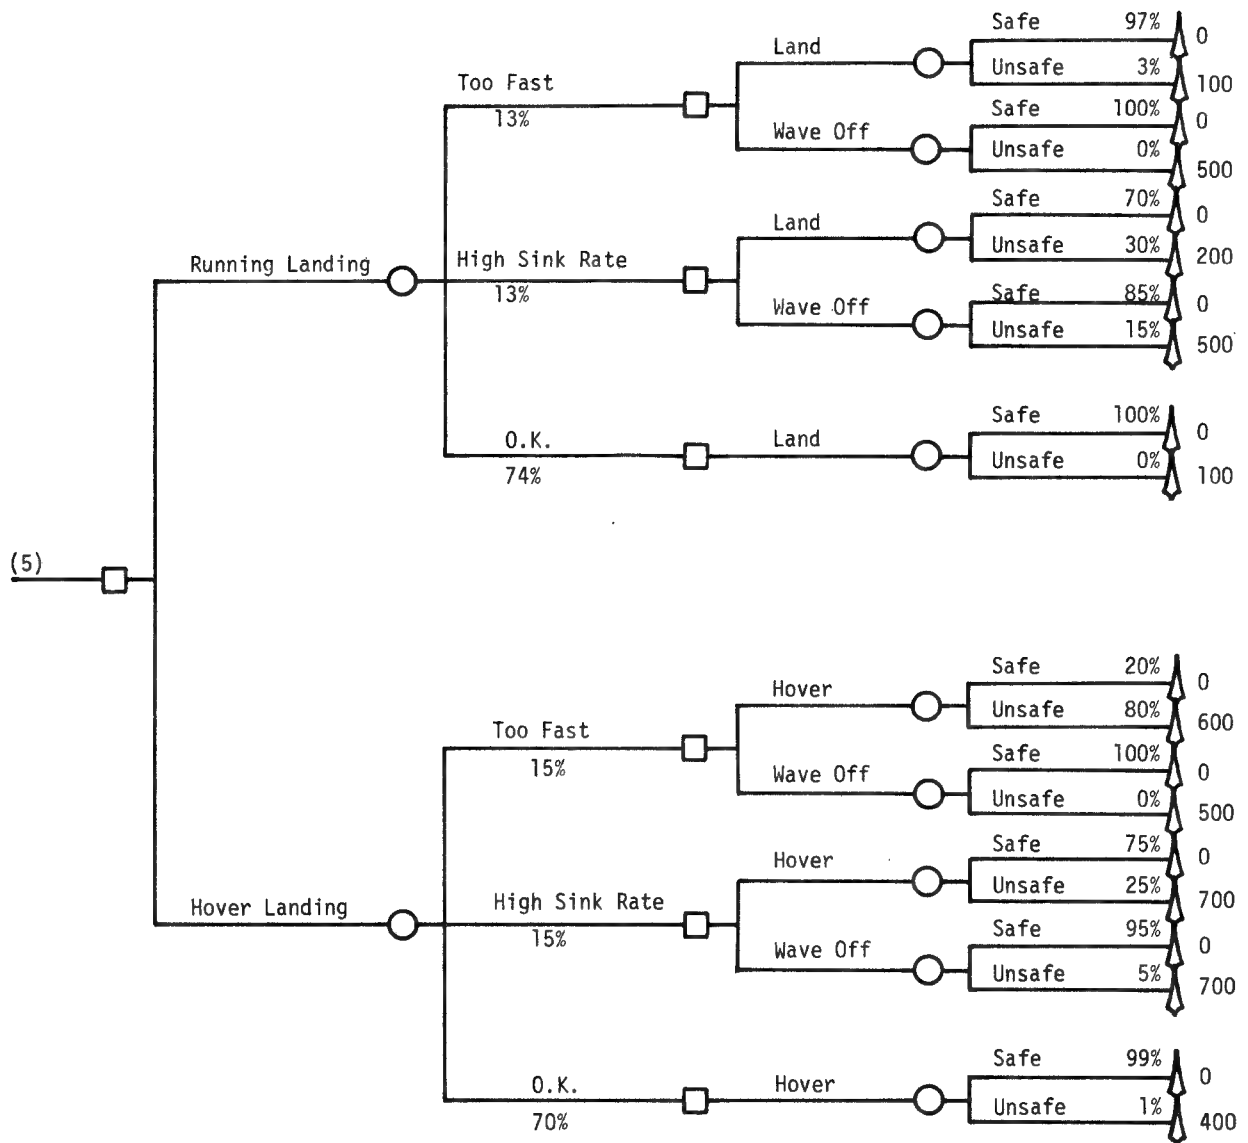 Safe 97% 0
Land
Unsafe 3% 100
Too Fast
13%
Safe 100% 0
Wave Off
Unsafe 0% 500
Safe 70% 0
Land
Unsafe 30% 200
Running Landing
High Sink Rate
13%
Safe 85% 0
Wave Off
Unsafe 15% 500
Safe 100% 0
O.K.
74%
Land
Unsafe 0% 100
(5)
Safe 20% 0
Hover
Unsafe 80% 600
Too Fast
15%
Safe 100% 0
Wave Off
Unsafe 0% 500
Safe 75% 0
Hover
Unsafe 25% 700
Hover Landing
High Sink Rate
15%
Safe 95% 0
Wave Off
Unsafe 5% 700
Safe 99% 0
O.K.
70%
Hover
Unsafe 1% 400